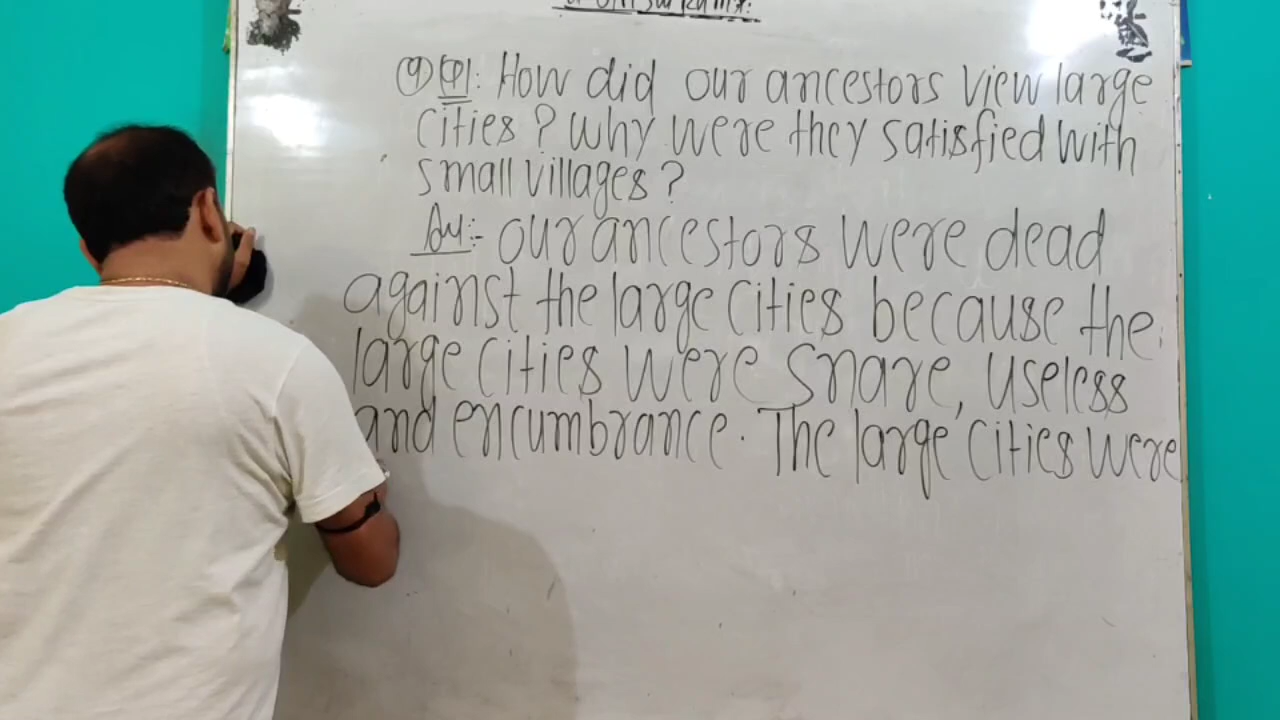 9 Q: How did our ancestors view large
cities? Why were they satisfied with
small villages?
Ans:- Our ancestors were dead
against the large cities because the
large cities were snare, useless
and encumbrance. The large cities were